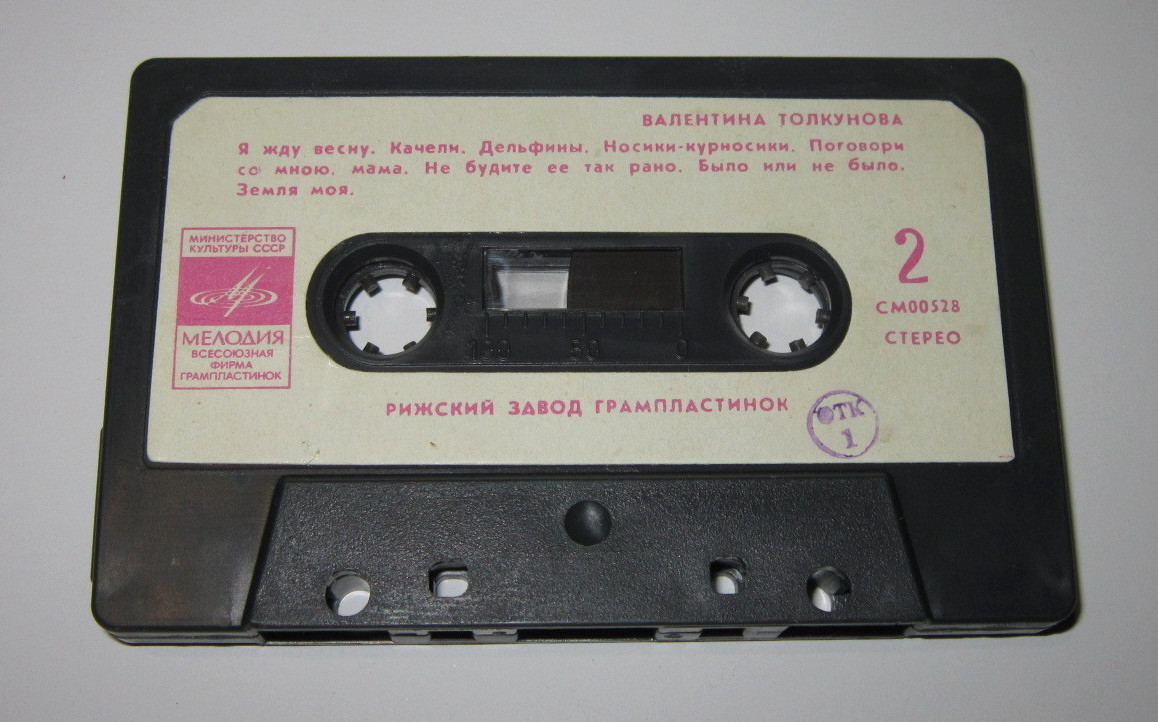 ВАЛЕНТИНА ТОЛКУНОВА
Я жду весну. Качели. Дельфины. Носики-курносики. Поговори
со мною, мама. Не будите ее так рано. Было или не было.
Земля моя.
МИНИСТЕРСТВО
КУЛЬТУРЫ СССР
МЕЛОДИЯ
ВСЕСОЮЗНАЯ
ФИРМА
ГРАМПЛАСТИНОК
2
СМ00528
СТЕРЕО
100 50 0
РИЖСКИЙ ЗАВОД ГРАМПЛАСТИНОК
ОТК
1